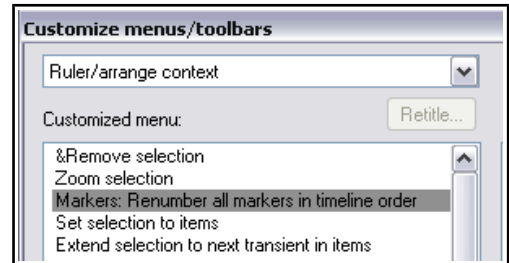 Customize menus/toolbars
Ruler/arrange context
Customized menu:
Retitle...
&Remove selection
Zoom selection
Markers: Renumber all markers in timeline order
Set selection to items
Extend selection to next transient in items